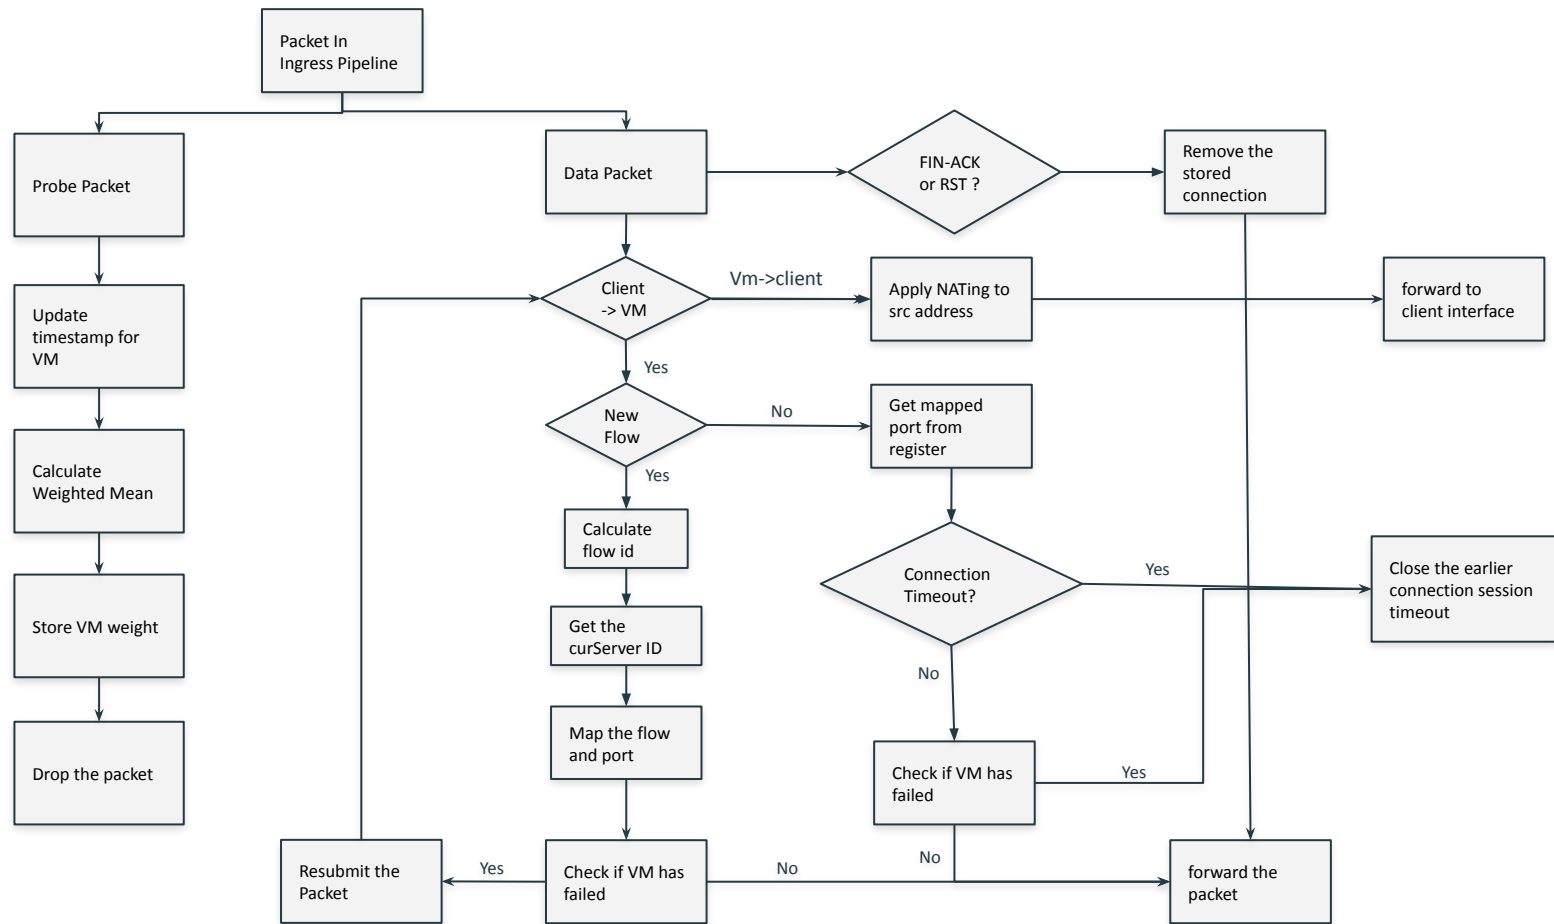 Packet In
Ingress Pipeline
Probe Packet
Data Packet
FIN-ACK
or RST ?
Remove the
stored
connection
Update
timestamp for
VM
Client
-> VM
Vm->client
Apply NATing to
src address
forward to
client interface
Yes
New
Flow
No
Get mapped
port from
register
Calculate
Weighted Mean
Yes
Calculate
flow id
Connection
Timeout?
Yes
Close the earlier
connection session
timeout
Store VM weight
Get the
curServer ID
No
Map the flow
and port
Drop the packet
Check if VM has
failed
Yes
Resubmit the
Packet
Yes
Check if VM has
failed
No
No
forward the
packet